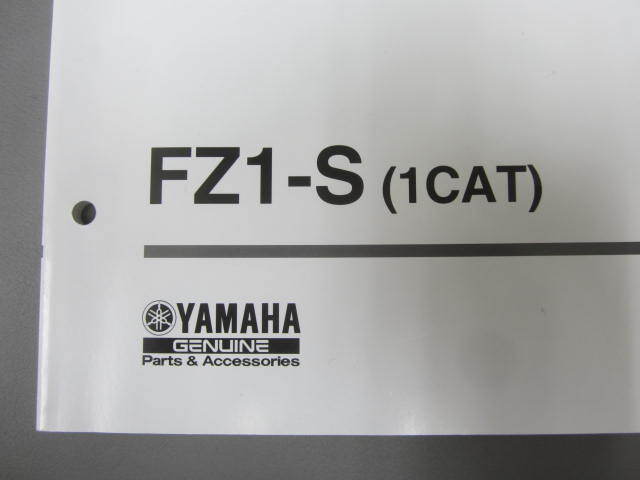 FZ1-S (1CAT)
YAMAHA
GENUINE
Parts & Accessories